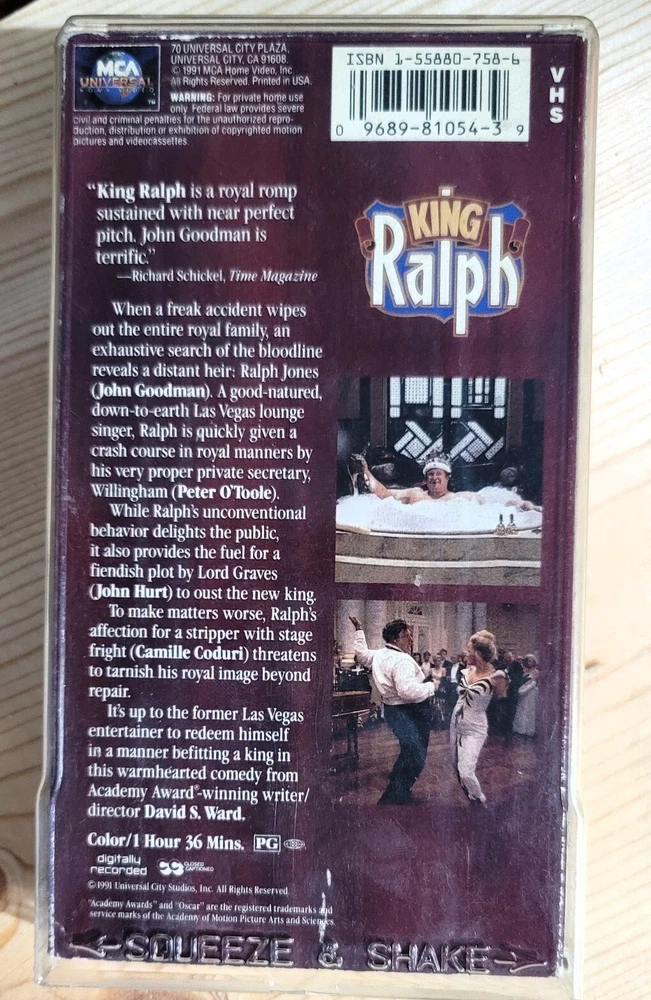 MCA
UNIVERSAL
HOME VIDEO
TM
70 UNIVERSAL CITY PLAZA,
UNIVERSAL CITY, CA 91608.
© 1991 MCA Home Video, Inc.
All Rights Reserved. Printed in USA.
WARNING: For private home use
only. Federal law provides severe
civil and criminal penalties for the unauthorized repro-
duction, distribution or exhibition of copyrighted motion
pictures and videocassettes.
ISBN 1-55880-758-6
0 9689-81054-3 9
VHS
"King Ralph is a royal romp
sustained with near perfect
pitch. John Goodman is
terrific."
—Richard Schickel, Time Magazine
KING
Ralph
When a freak accident wipes
out the entire royal family, an
exhaustive search of the bloodline
reveals a distant heir: Ralph Jones
(John Goodman). A good-natured,
down-to-earth Las Vegas lounge
singer, Ralph is quickly given a
crash course in royal manners by
his very proper private secretary,
Willingham (Peter O'Toole).
While Ralph's unconventional
behavior delights the public,
it also provides the fuel for a
fiendish plot by Lord Graves
(John Hurt) to oust the new king.
To make matters worse, Ralph's
affection for a stripper with stage
fright (Camille Coduri) threatens
to tarnish his royal image beyond
repair.
It's up to the former Las Vegas
entertainer to redeem himself
in a manner befitting a king in
this warmhearted comedy from
Academy Award®-winning writer/
director David S. Ward.
Color/1 Hour 36 Mins. PG
digitally
recorded
CLOSED
CAPTIONED
©1991 Universal City Studios, Inc. All Rights Reserved.
"Academy Awards" and "Oscar" are the registered trademarks and
service marks of the Academy of Motion Picture Arts and Sciences.
SQUEEZE & SHAKE